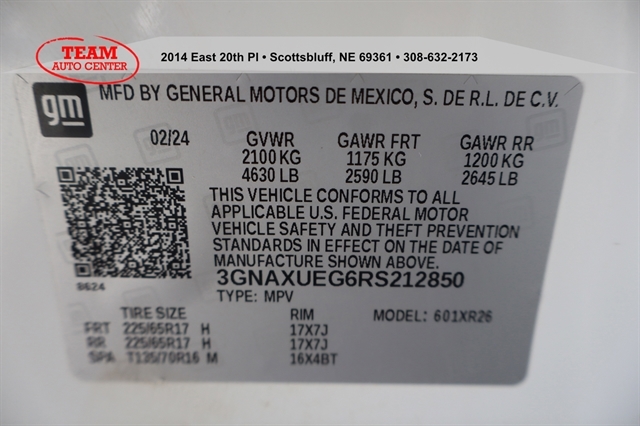 TEAM
AUTO CENTER
2014 East 20th Pl • Scottsbluff, NE 69361 • 308-632-2173
gm
MFD BY GENERAL MOTORS DE MEXICO, S. DE R.L. DE C.V.
02/24 GVWR GAWR FRT GAWR RR
2100 KG 1175 KG 1200 KG
4630 LB 2590 LB 2645 LB
THIS VEHICLE CONFORMS TO ALL
APPLICABLE U.S. FEDERAL MOTOR
VEHICLE SAFETY AND THEFT PREVENTION
STANDARDS IN EFFECT ON THE DATE OF
MANUFACTURE SHOWN ABOVE.
8624 3GNAXUEG6RS212850
TYPE: MPV
TIRE SIZE RIM MODEL: 601XR26
FRT 225/65R17 H 17X7J
RR 225/65R17 H 17X7J
SPA T135/70R16 M 16X4BT